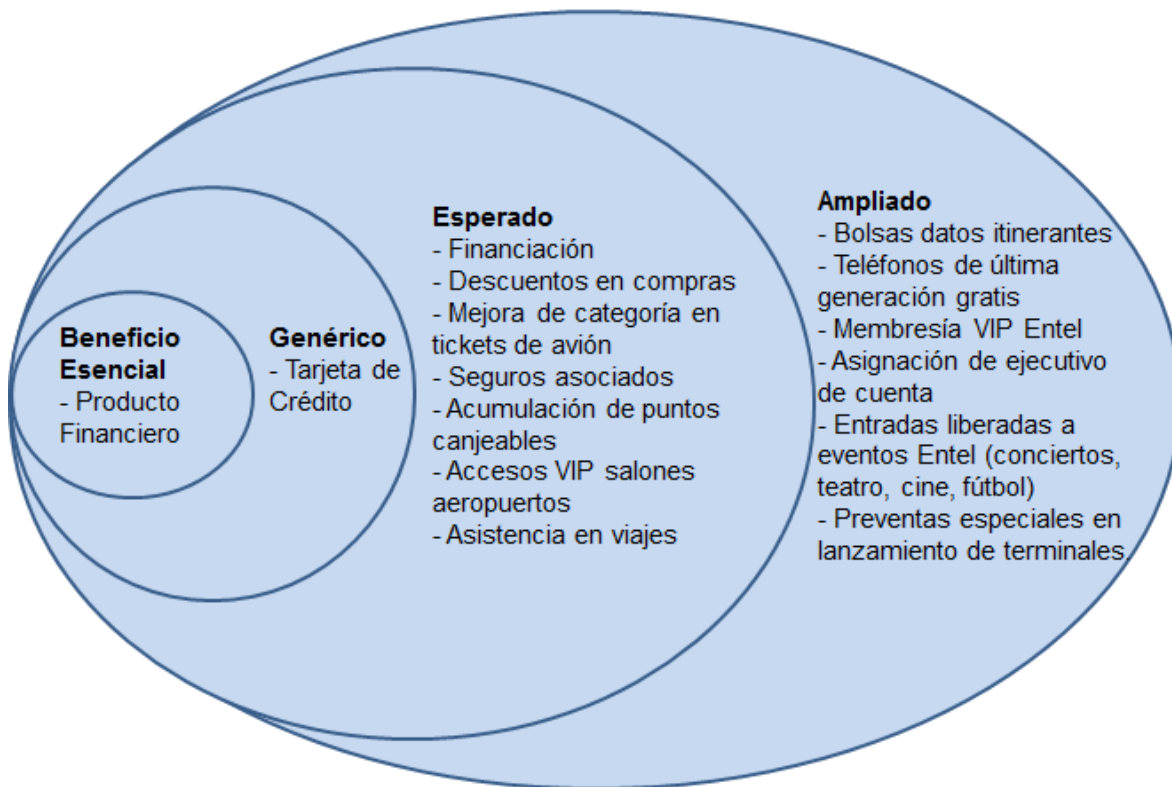 Beneficio
Esencial
- Producto
Financiero
Genérico
- Tarjeta de
Crédito
Esperado
- Financiación
- Descuentos en compras
- Mejora de categoría en
tickets de avión
- Seguros asociados
- Acumulación de puntos
canjeables
- Accesos VIP salones
aeropuertos
- Asistencia en viajes
Ampliado
- Bolsas datos itinerantes
- Teléfonos de última
generación gratis
- Membresía VIP Entel
- Asignación de ejecutivo
de cuenta
- Entradas liberadas a
eventos Entel (conciertos,
teatro, cine, fútbol)
- Preventas especiales en
lanzamiento de terminales.